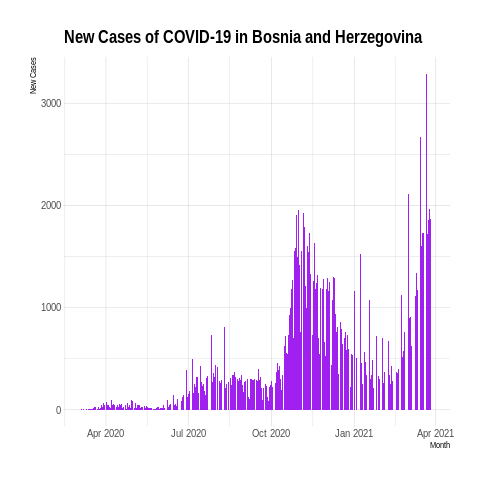 New Cases of COVID-19 in Bosnia and Herzegovina
New Cases
3000
2000
1000
0
Apr 2020 Jul 2020 Oct 2020 Jan 2021 Apr 2021
Month